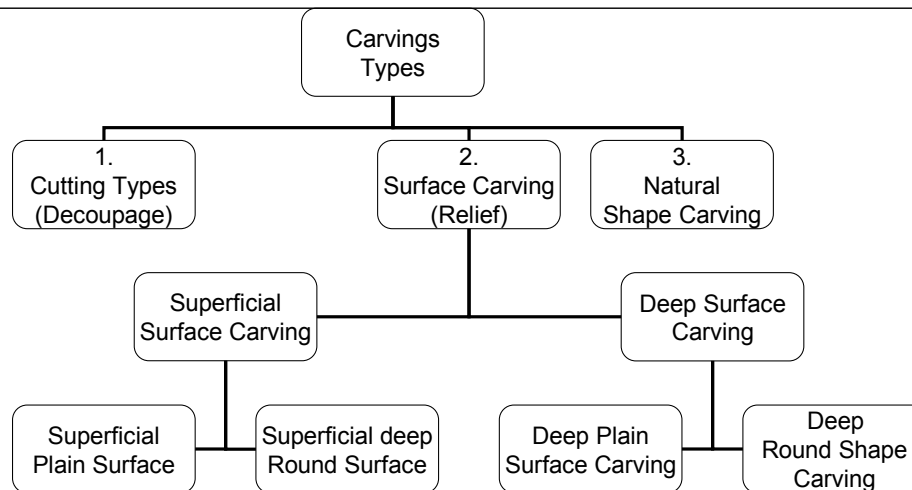 Carvings
Types
1.
Cutting Types
(Decoupage)
2.
Surface Carving
(Relief)
3.
Natural
Shape Carving
Superficial
Surface Carving
Deep Surface
Carving
Superficial
Plain Surface
Superficial deep
Round Surface
Deep Plain
Surface Carving
Deep
Round Shape
Carving